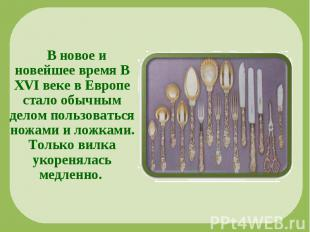 В новое и
новейшее время В
XVI веке в Европе
стало обычным
делом пользоваться
ножами и ложками.
Только вилка
укоренялась
медленно.
PPt4WEB.ru